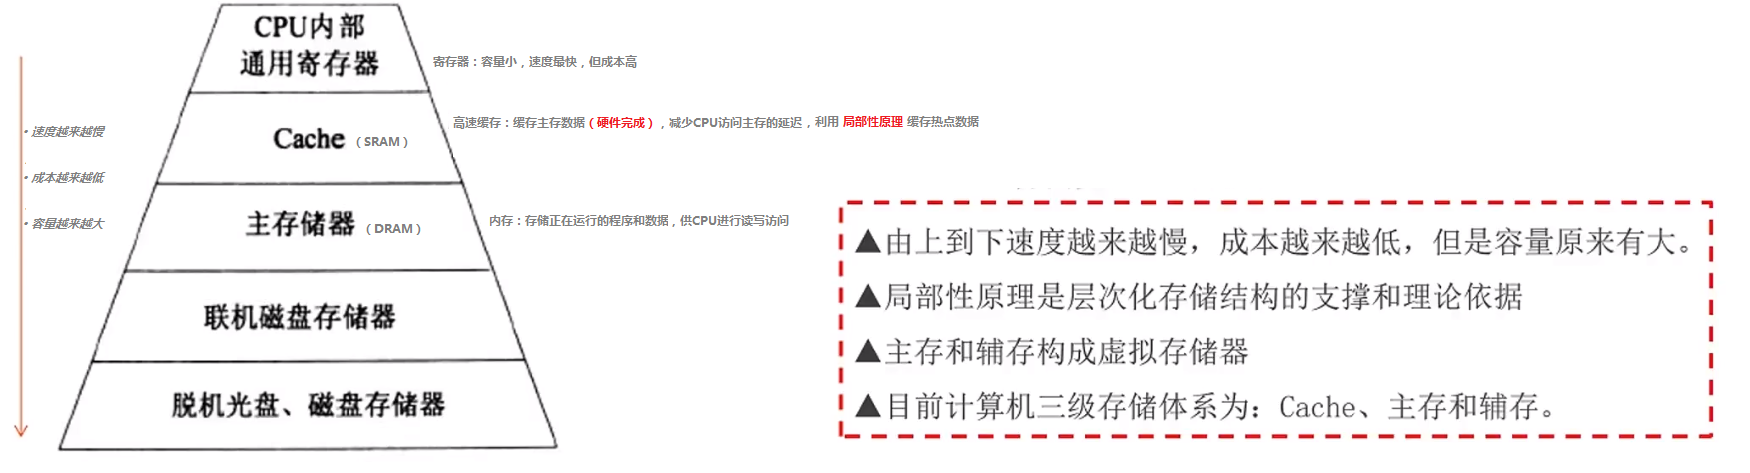 CPU内部
通用寄存器
寄存器：容量小，速度最快，但成本高
Cache（SRAM）
高速缓存：缓存主存数据（硬件完成），减少CPU访问主存的延迟，利用 局部性原理 缓存热点数据
• 速度越来越慢
• 成本越来越低
• 容量越来越大
主存储器（DRAM）
内存：存储正在运行的程序和数据，供CPU进行读写访问
联机磁盘存储器
脱机光盘、磁盘存储器
▲由上到下速度越来越慢，成本越来越低，但是容量原来有大。
▲局部性原理是层次化存储结构的支撑和理论依据
▲主存和辅存构成虚拟存储器
▲目前计算机三级存储体系为：Cache、主存和辅存。